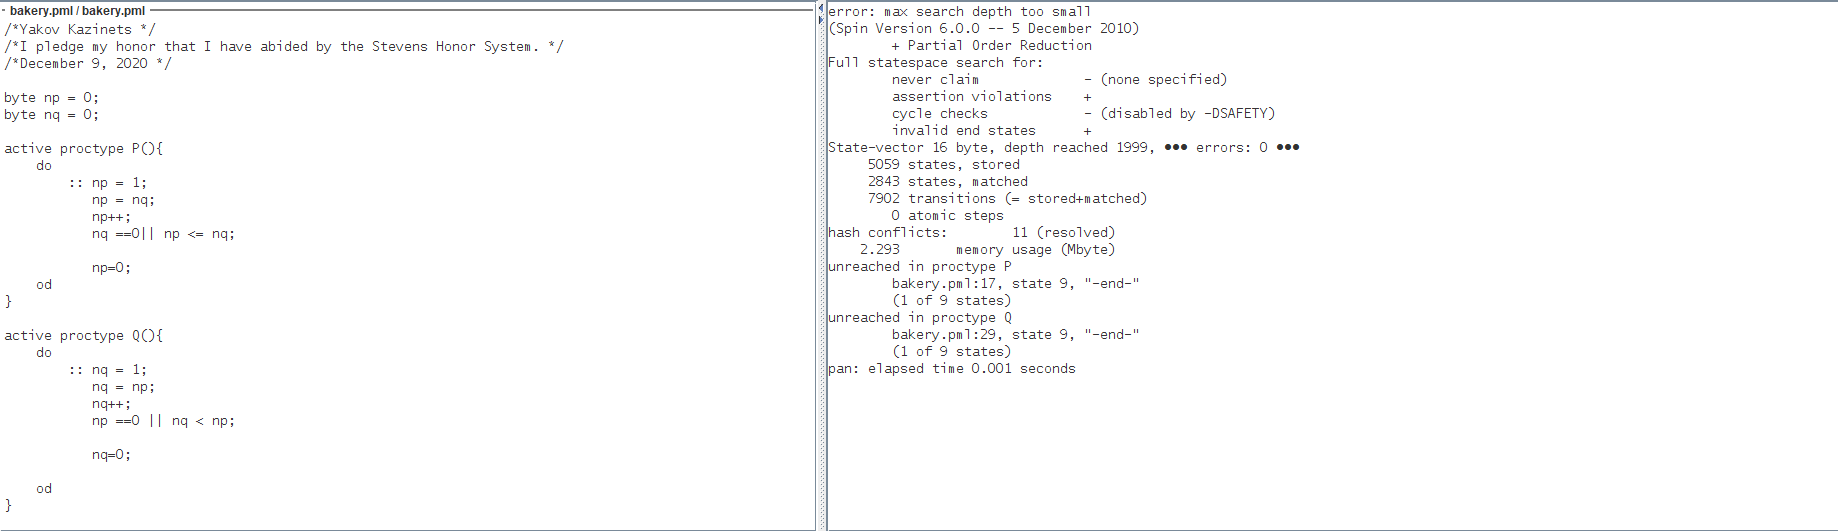 bakery.pml / bakery.pml
/*Yakov Kazinets */
/*I pledge my honor that I have abided by the Stevens Honor System. */
/*December 9, 2020 */
byte np = 0;
byte nq = 0;
active proctype P(){
do
:: np = 1;
np = nq;
np++;
nq ==0|| np <= nq;
np=0;
od
}
active proctype Q(){
do
:: nq = 1;
nq = np;
nq++;
np ==0 || nq < np;
nq=0;
od
}
error: max search depth too small
(Spin Version 6.0.0 -- 5 December 2010)
+ Partial Order Reduction
Full statespace search for:
never claim - (none specified)
assertion violations +
cycle checks - (disabled by -DSAFETY)
invalid end states +
State-vector 16 byte, depth reached 1999, ••• errors: 0 •••
5059 states, stored
2843 states, matched
7902 transitions (= stored+matched)
0 atomic steps
hash conflicts: 11 (resolved)
2.293 memory usage (Mbyte)
unreached in proctype P
bakery.pml:17, state 9, "-end-"
(1 of 9 states)
unreached in proctype Q
bakery.pml:29, state 9, "-end-"
(1 of 9 states)
pan: elapsed time 0.001 seconds